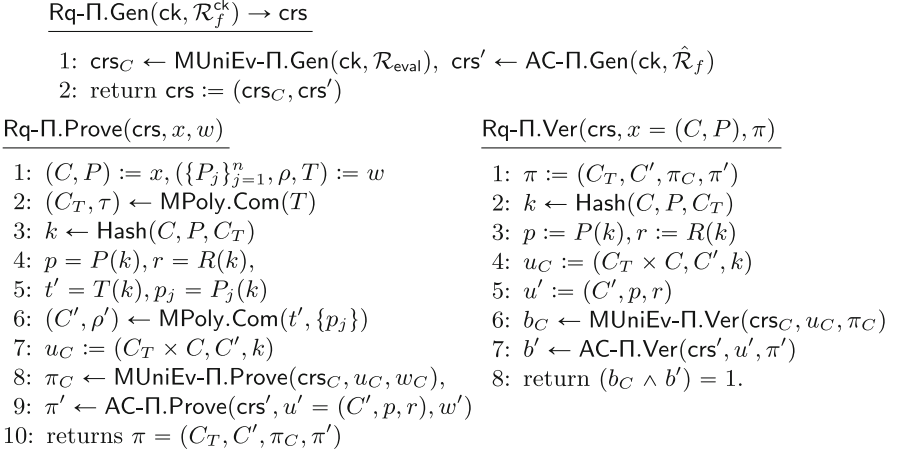 Rq-Π.Gen(ck, R_f^ck) → crs
1: crs_C ← MUniEv-Π.Gen(ck, R_eval), crs′ ← AC-Π.Gen(ck, R̂_f)
2: return crs := (crs_C, crs′)
Rq-Π.Prove(crs, x, w)
1: (C, P) := x, ({P_j}_{j=1}^n, ρ, T) := w
2: (C_T, τ) ← MPoly.Com(T)
3: k ← Hash(C, P, C_T)
4: p = P(k), r = R(k),
5: t′ = T(k), p_j = P_j(k)
6: (C′, ρ′) ← MPoly.Com(t′, {p_j})
7: u_C := (C_T × C, C′, k)
8: π_C ← MUniEv-Π.Prove(crs_C, u_C, w_C),
9: π′ ← AC-Π.Prove(crs′, u′ = (C′, p, r), w′)
10: returns π = (C_T, C′, π_C, π′)
Rq-Π.Ver(crs, x = (C, P), π)
1: π := (C_T, C′, π_C, π′)
2: k ← Hash(C, P, C_T)
3: p := P(k), r := R(k)
4: u_C := (C_T × C, C′, k)
5: u′ := (C′, p, r)
6: b_C ← MUniEv-Π.Ver(crs_C, u_C, π_C)
7: b′ ← AC-Π.Ver(crs′, u′, π′)
8: return (b_C ∧ b′) = 1.